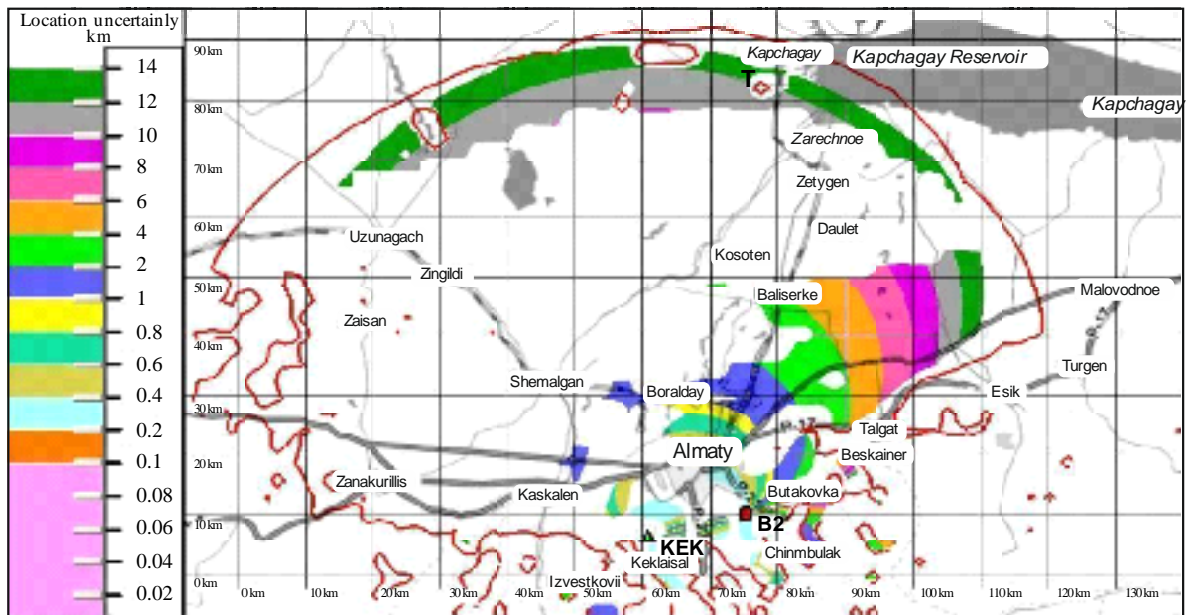 Location uncertainly
km
14
12
10
8
6
4
2
1
0.8
0.6
0.4
0.2
0.1
0.08
0.06
0.04
0.02
90km
80km
70km
60km
50km
40km
30km
20km
10km
0km
Kapchagay
Kapchagay Reservoir
T
Kapchagay
Zarechnoe
Zetygen
Daulet
Uzunagach
Kosoten
Zingildi
Baliserke
Malovodnoe
Zaisan
Turgen
Shemalgan
Boralday
Esik
Talgat
Almaty
Beskainer
Zanakurillis
Kaskalen
Butakovka
B2
KEK
Chinmbulak
Keklaisal
Izvestkovii
0km
10km
20km
30km
40km
50km
60km
70km
80km
90km
100km
110km
120km
130km